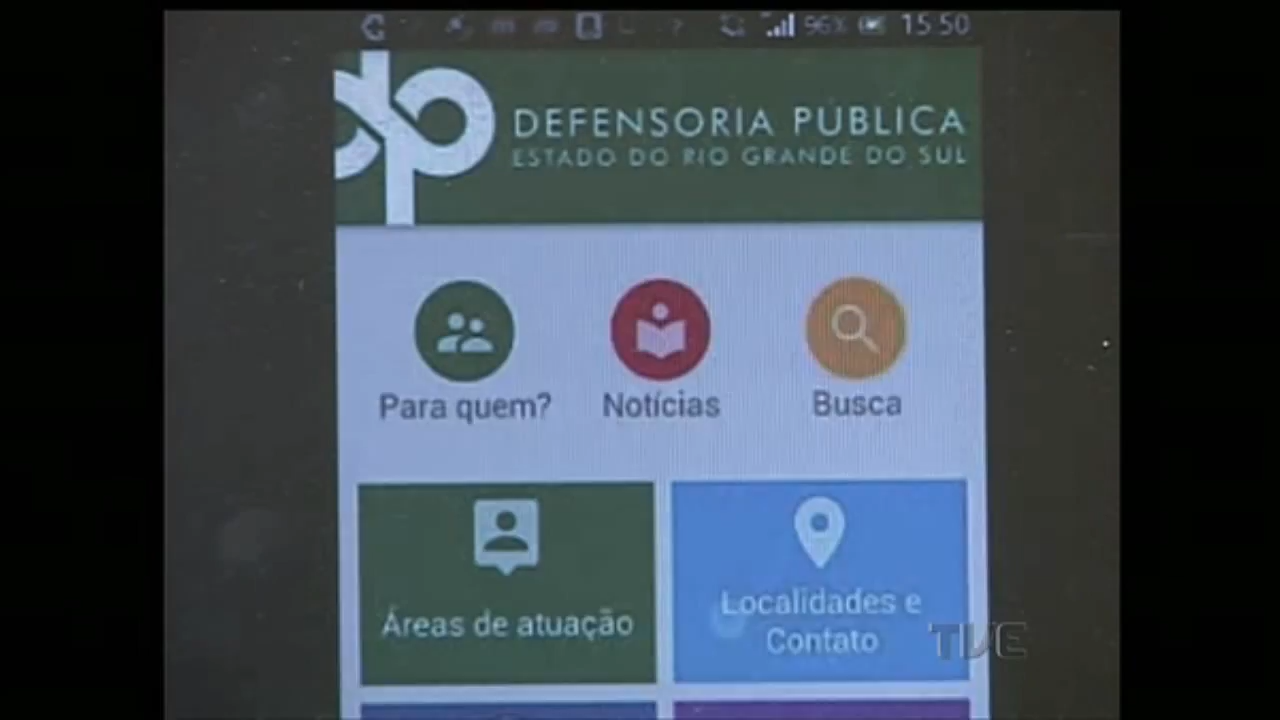 96% 15:50
dp
DEFENSORIA PÚBLICA
ESTADO DO RIO GRANDE DO SUL
Para quem?
Notícias
Busca
Áreas de atuação
Localidades e
Contato
TVE